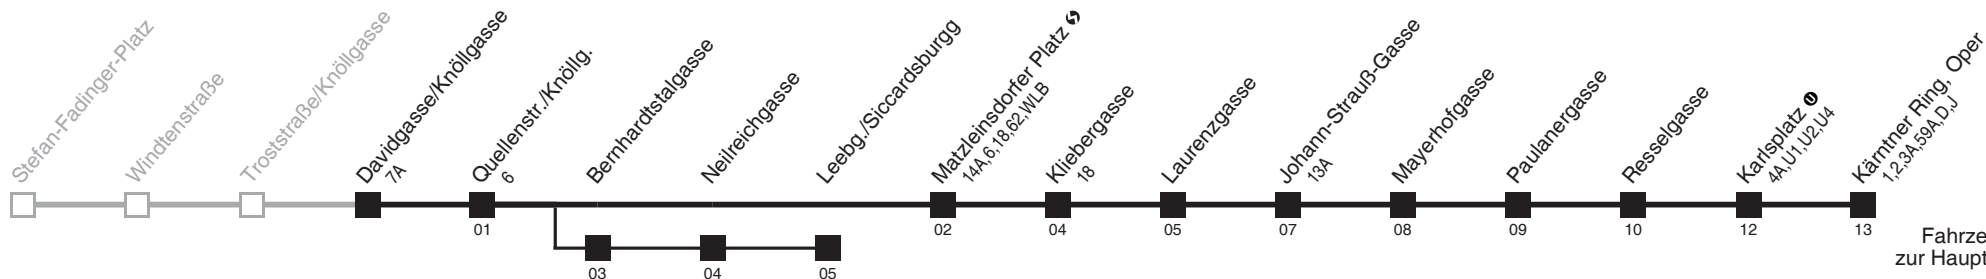 Stefan-Fadinger-Platz
Windtenstraße
Troststraße/Knöllgasse
Davidgasse/Knöllgasse
7A
Quellenstr./Knöllg.
6
Bernhardtstalgasse
Neilreichgasse
Leebg./Siccardsburgg
Matzleinsdorfer Platz
14A,6,18,62,WLB
Kliebergasse
18
Laurenzgasse
Johann-Strauß-Gasse
13A
Mayerhofgasse
Paulanergasse
Resselgasse
Karlsplatz U
4A,U1,U2,U4
Kärntner Ring, Oper
1,2,3A,59A,D,J
01
02
04
05
07
08
09
10
12
13
03
04
05
Fahrze
zur Haupt